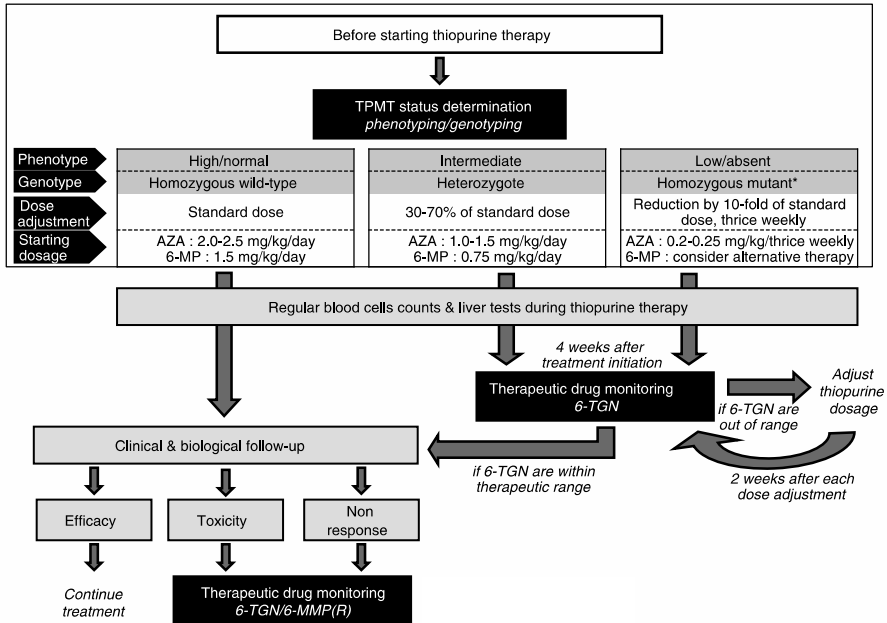 Before starting thiopurine therapy
TPMT status determination
phenotyping/genotyping
Phenotype
High/normal
Intermediate
Low/absent
Genotype
Homozygous wild-type
Heterozygote
Homozygous mutant*
Dose
adjustment
Standard dose
30-70% of standard dose
Reduction by 10-fold of standard
dose, thrice weekly
Starting
dosage
AZA : 2.0-2.5 mg/kg/day
6-MP : 1.5 mg/kg/day
AZA : 1.0-1.5 mg/kg/day
6-MP : 0.75 mg/kg/day
AZA : 0.2-0.25 mg/kg/thrice weekly
6-MP : consider alternative therapy
Regular blood cells counts & liver tests during thiopurine therapy
4 weeks after
treatment initiation
Therapeutic drug monitoring
6-TGN
if 6-TGN are
out of range
Adjust
thiopurine
dosage
2 weeks after each
dose adjustment
if 6-TGN are within
therapeutic range
Clinical & biological follow-up
Efficacy
Toxicity
Non
response
Continue
treatment
Therapeutic drug monitoring
6-TGN/6-MMP(R)